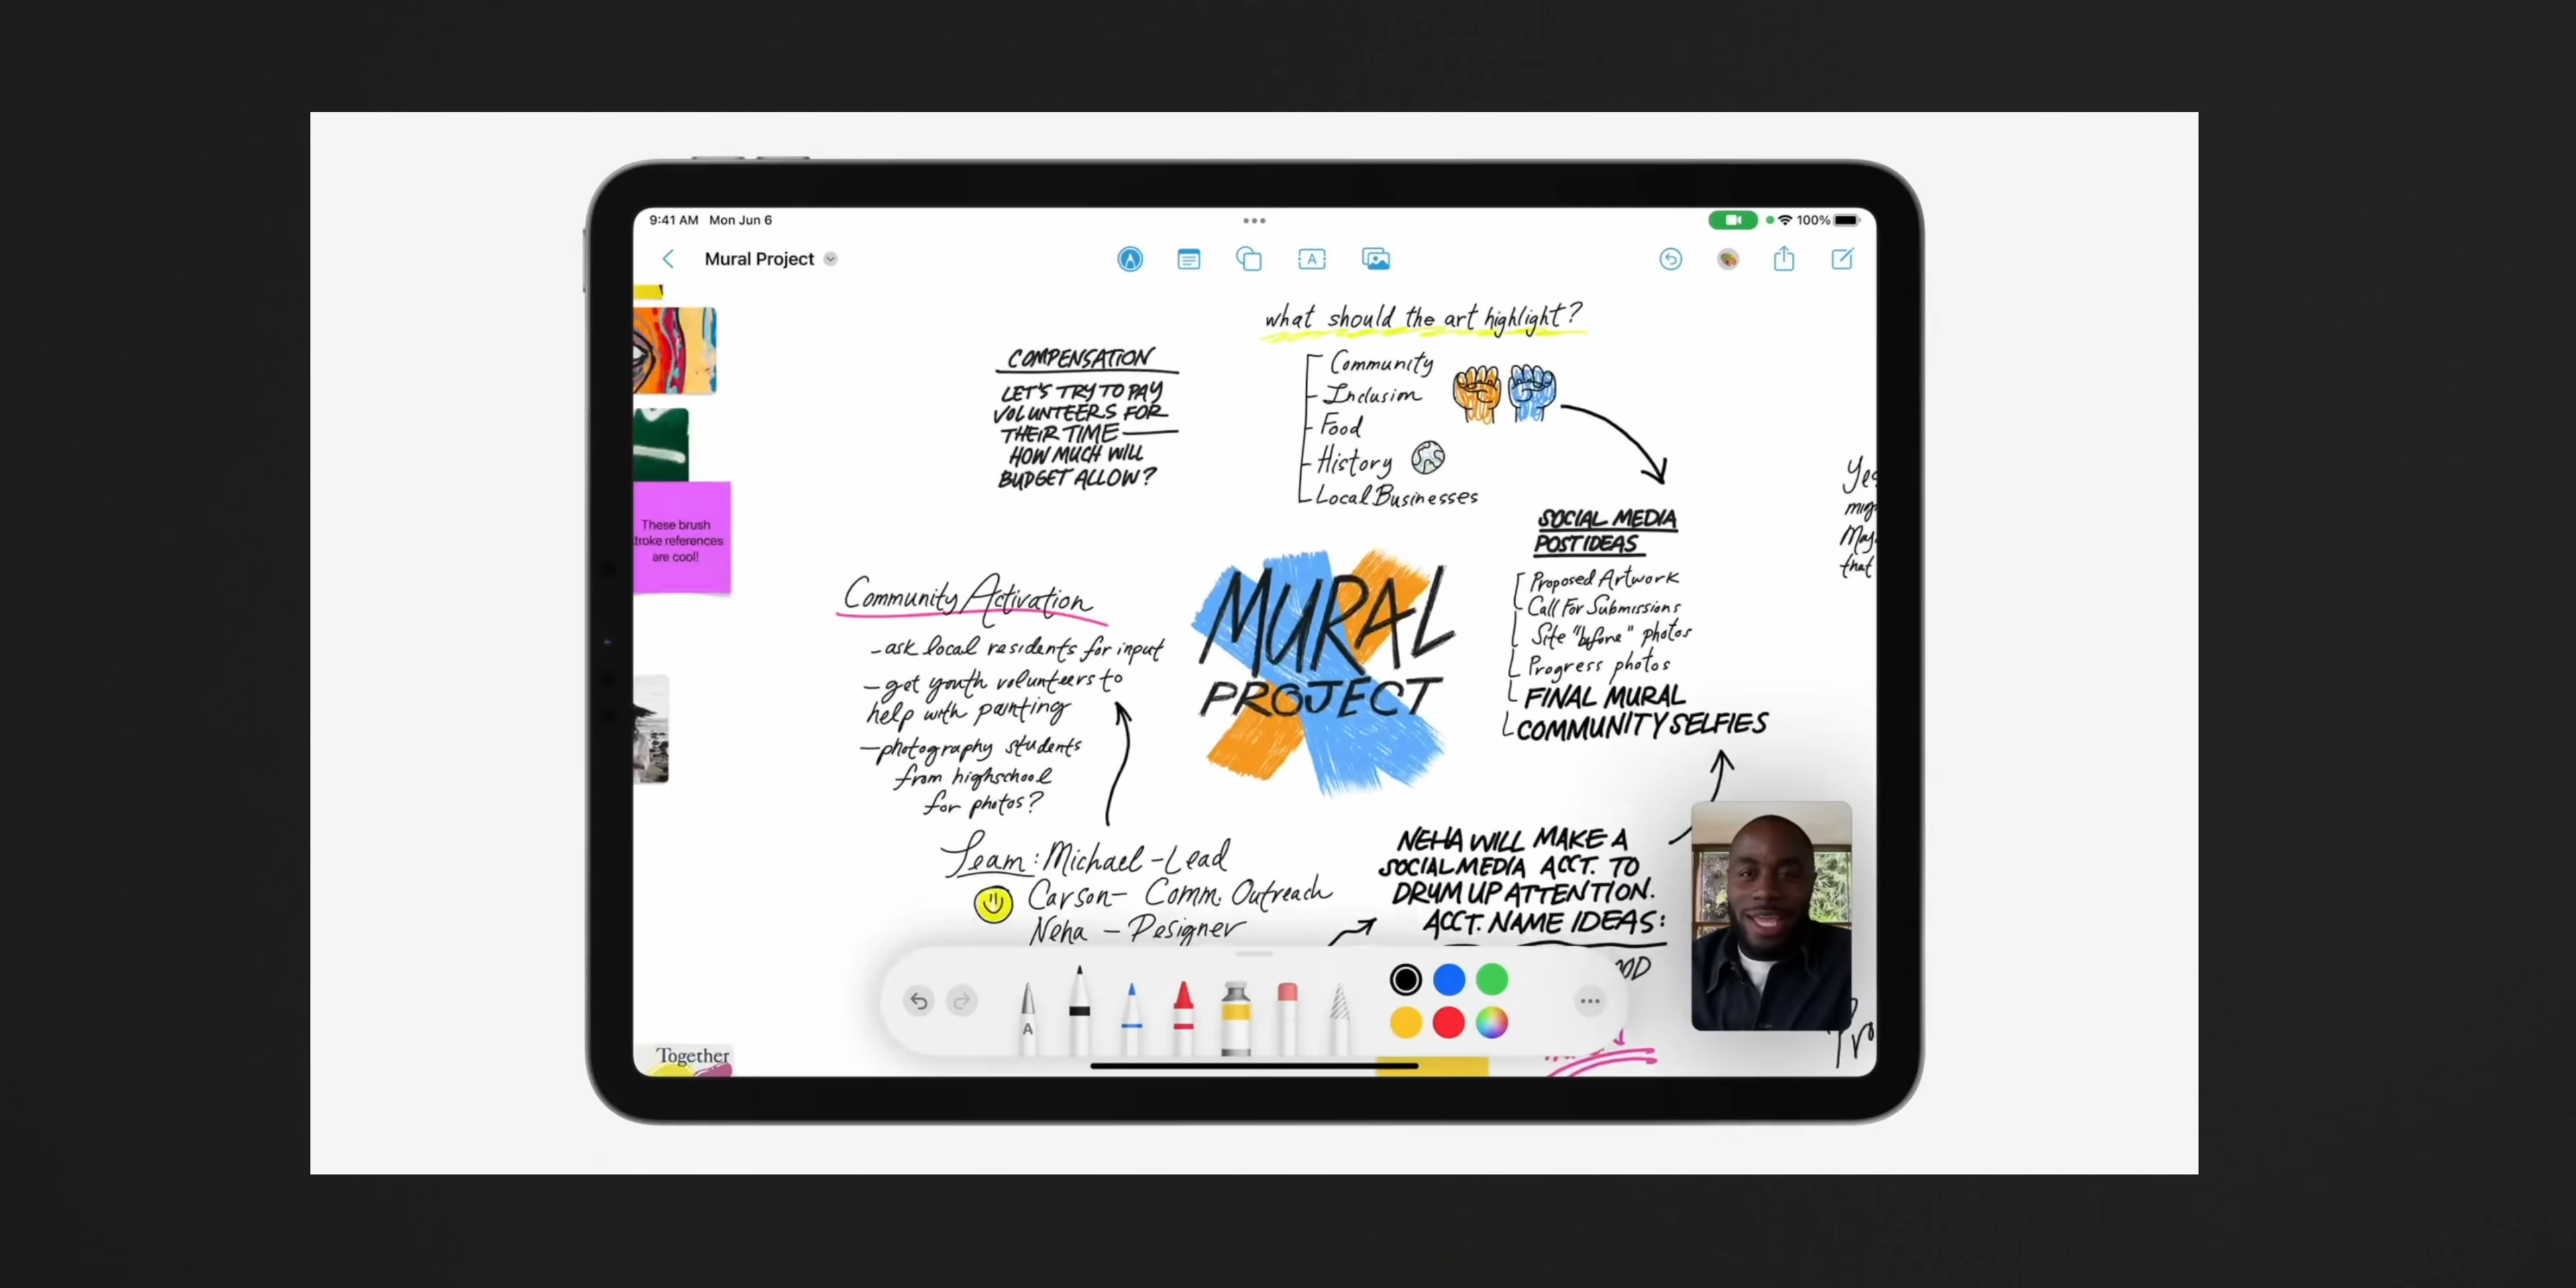 9:41 AM Mon Jun 6
100%
Mural Project
what should the art highlight?
Community
Inclusion
Food
History
Local Businesses
COMPENSATION
LET'S TRY TO PAY
VOLUNTEERS FOR
THEIR TIME —
HOW MUCH WILL
BUDGET ALLOW?
These brush
troke references
are cool!
SOCIAL MEDIA
POST IDEAS
Proposed Artwork
Call For Submissions
Site "before" photos
Progress photos
FINAL MURAL
COMMUNITY SELFIES
Community Activation
- ask local residents for input
- get youth volunteers to
help with painting
- photography students
from highschool
for photos?
MURAL
PROJECT
Team: Michael - Lead
Carson - Comm. Outreach
Neha - Designer
NEHA WILL MAKE A
SOCIAL MEDIA ACCT. TO
DRUM UP ATTENTION.
ACCT. NAME IDEAS:
that
Together
A